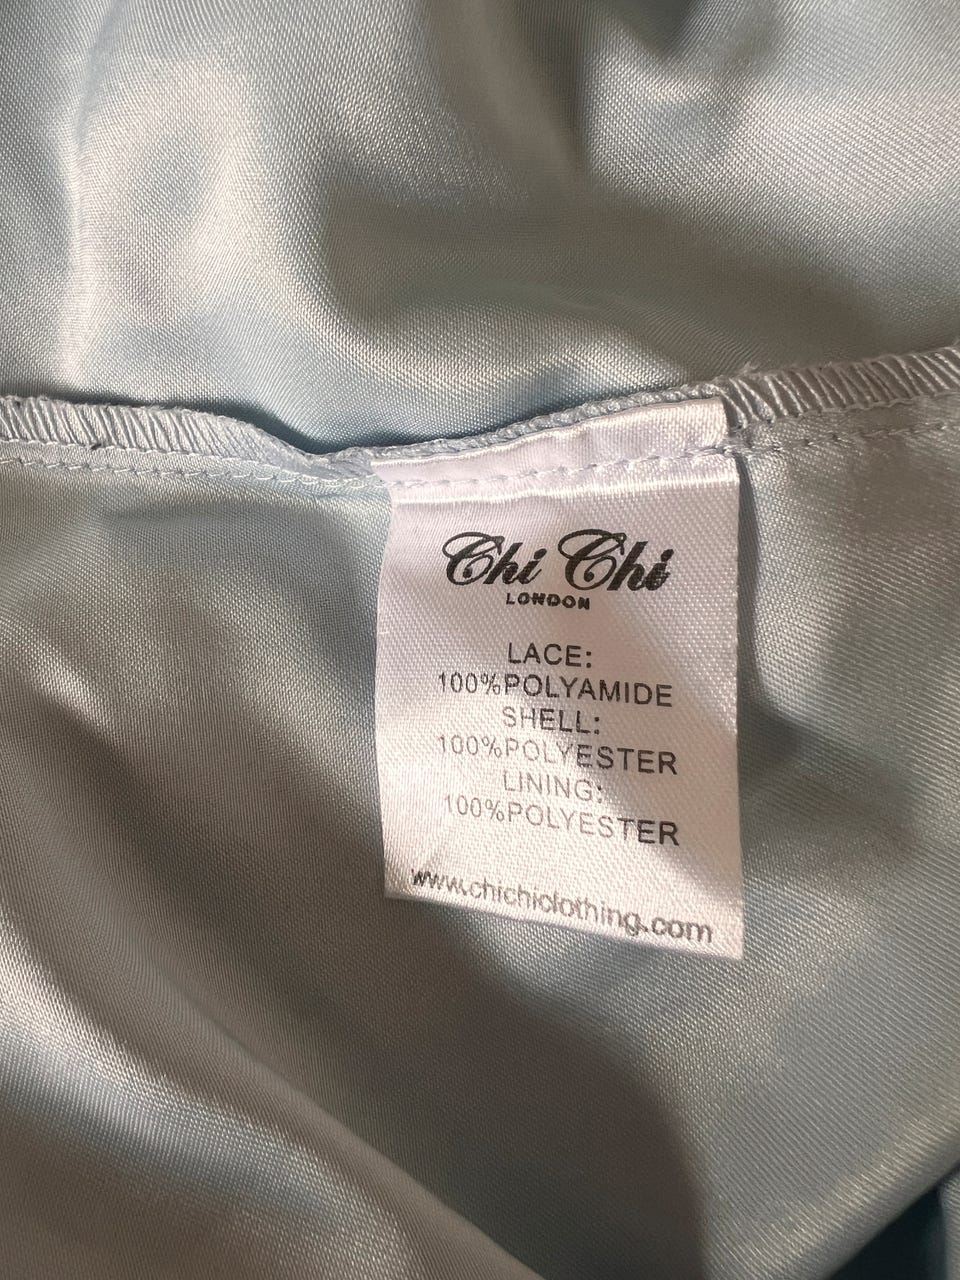 Chi Chi
LONDON
LACE:
100%POLYAMIDE
SHELL:
100%POLYESTER
LINING:
100%POLYESTER
www.chichiclothing.com